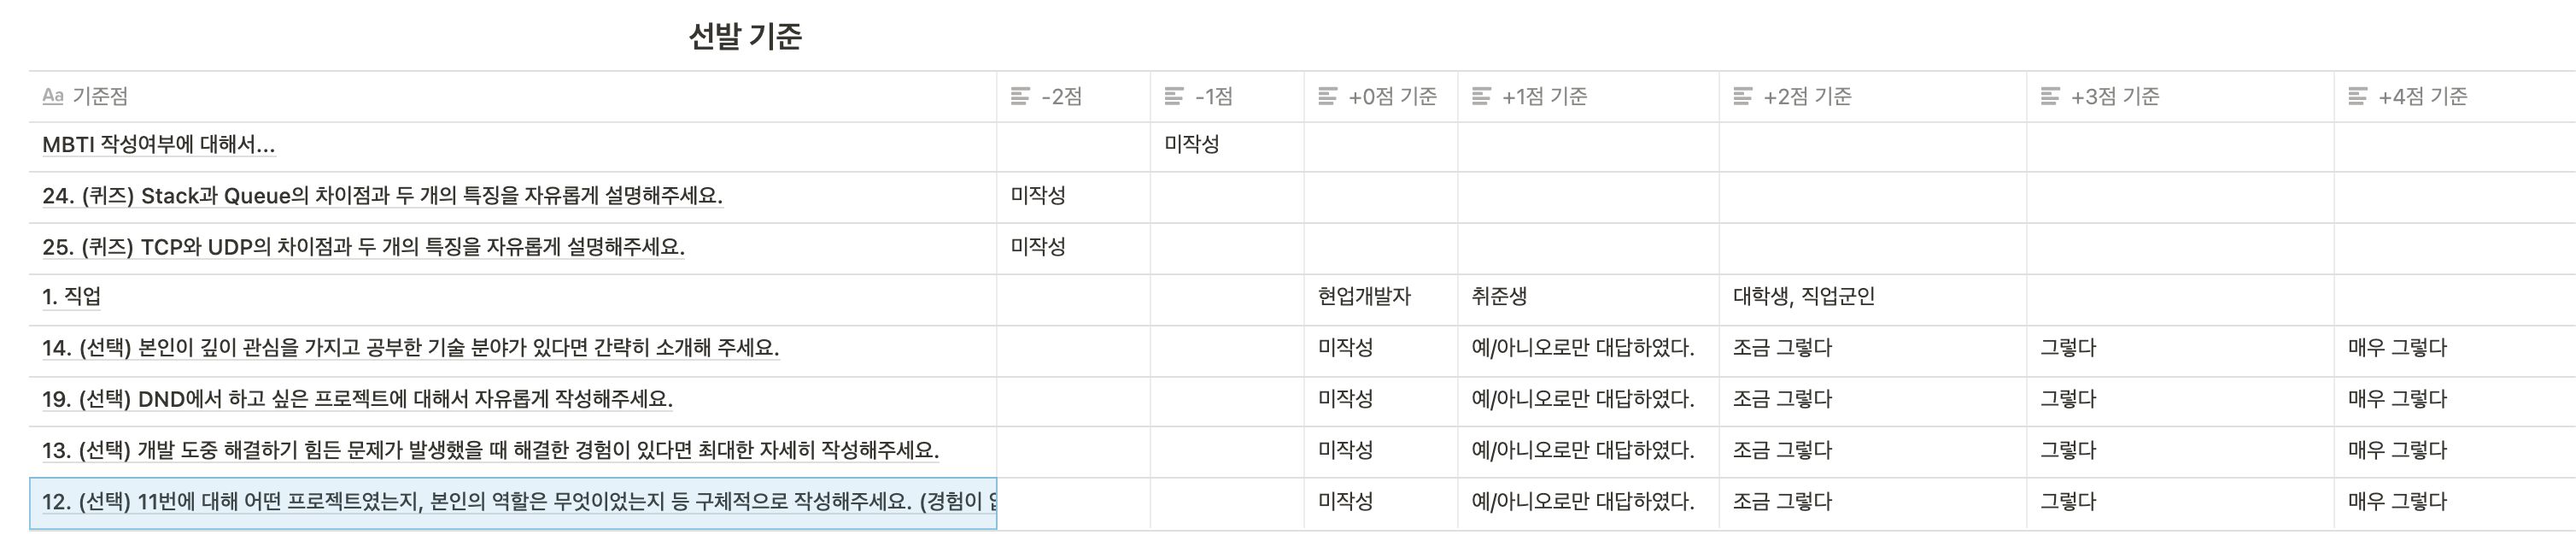 선발 기준
Aa 기준점 -2점 -1점 +0점 기준 +1점 기준 +2점 기준 +3점 기준 +4점 기준
MBTI 작성여부에 대해서... 미작성
24. (퀴즈) Stack과 Queue의 차이점과 두 개의 특징을 자유롭게 설명해주세요. 미작성
25. (퀴즈) TCP와 UDP의 차이점과 두 개의 특징을 자유롭게 설명해주세요. 미작성
1. 직업 현업개발자 취준생 대학생, 직업군인
14. (선택) 본인이 깊이 관심을 가지고 공부한 기술 분야가 있다면 간략히 소개해 주세요. 미작성 예/아니오로만 대답하였다. 조금 그렇다 그렇다 매우 그렇다
19. (선택) DND에서 하고 싶은 프로젝트에 대해서 자유롭게 작성해주세요. 미작성 예/아니오로만 대답하였다. 조금 그렇다 그렇다 매우 그렇다
13. (선택) 개발 도중 해결하기 힘든 문제가 발생했을 때 해결한 경험이 있다면 최대한 자세히 작성해주세요. 미작성 예/아니오로만 대답하였다. 조금 그렇다 그렇다 매우 그렇다
12. (선택) 11번에 대해 어떤 프로젝트였는지, 본인의 역할은 무엇이었는지 등 구체적으로 작성해주세요. (경험이 미작성 예/아니오로만 대답하였다. 조금 그렇다 그렇다 매우 그렇다